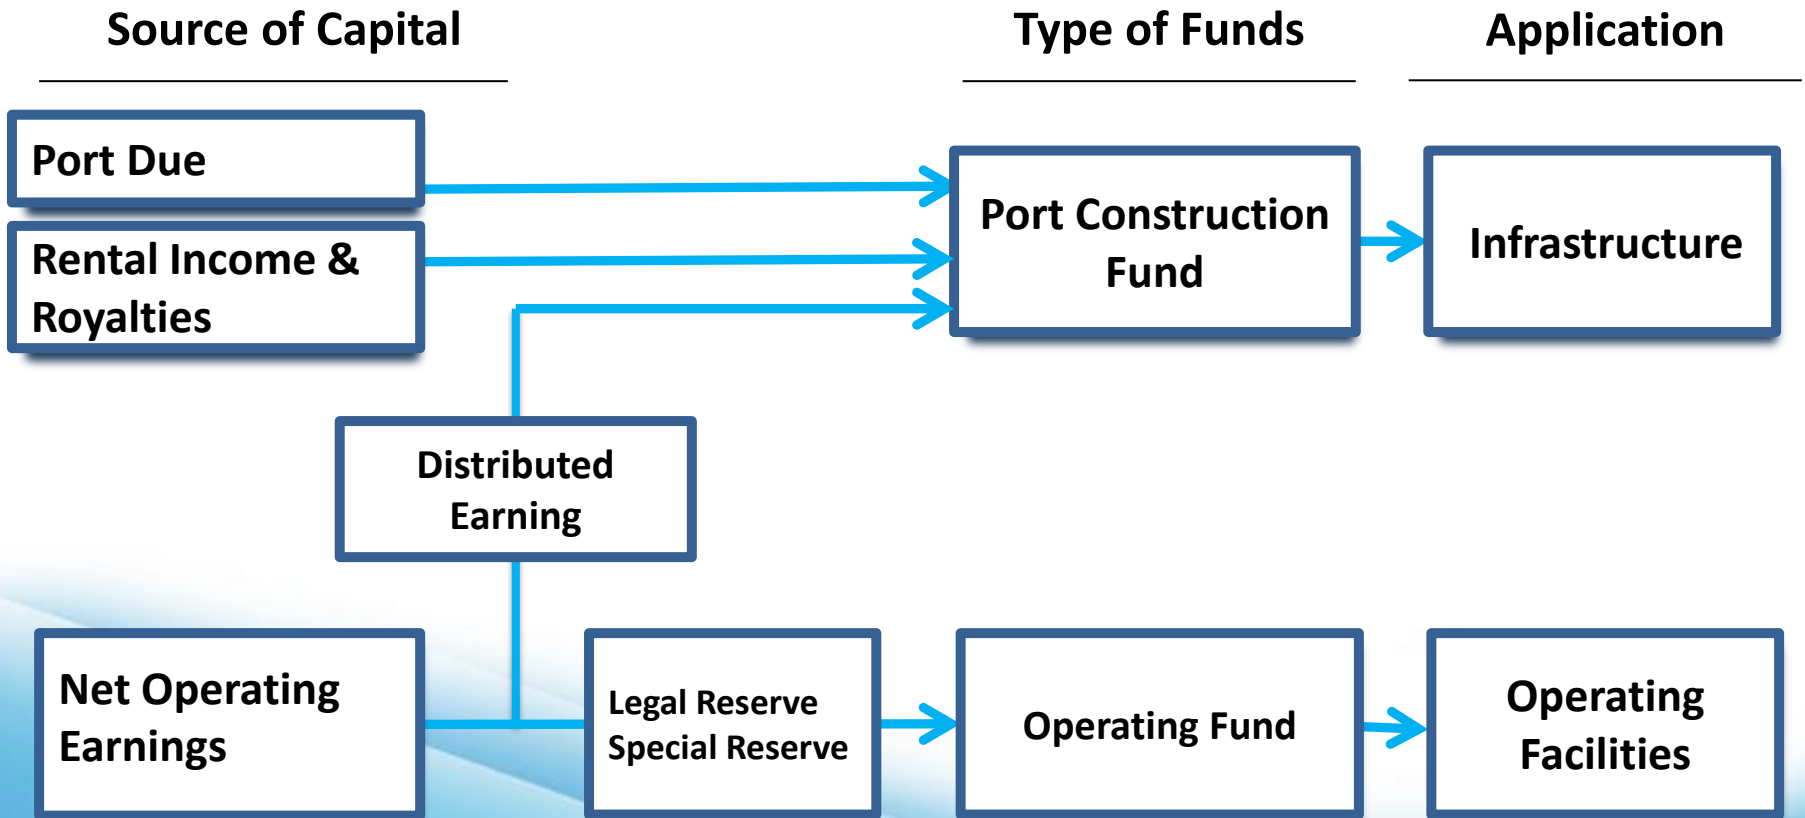 Source of Capital
Type of Funds
Application
Port Due
Rental Income &
Royalties
Port Construction
Fund
Infrastructure
Distributed
Earning
Net Operating
Earnings
Legal Reserve
Special Reserve
Operating Fund
Operating
Facilities